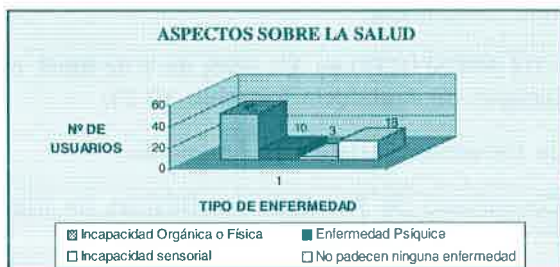 ASPECTOS SOBRE LA SALUD
Nº DE
USUARIOS
60
40
20
0
10
3
18
1
TIPO DE ENFERMEDAD
Incapacidad Orgánica o Física
Enfermedad Psíquica
Incapacidad sensorial
No padecen ninguna enfermedad